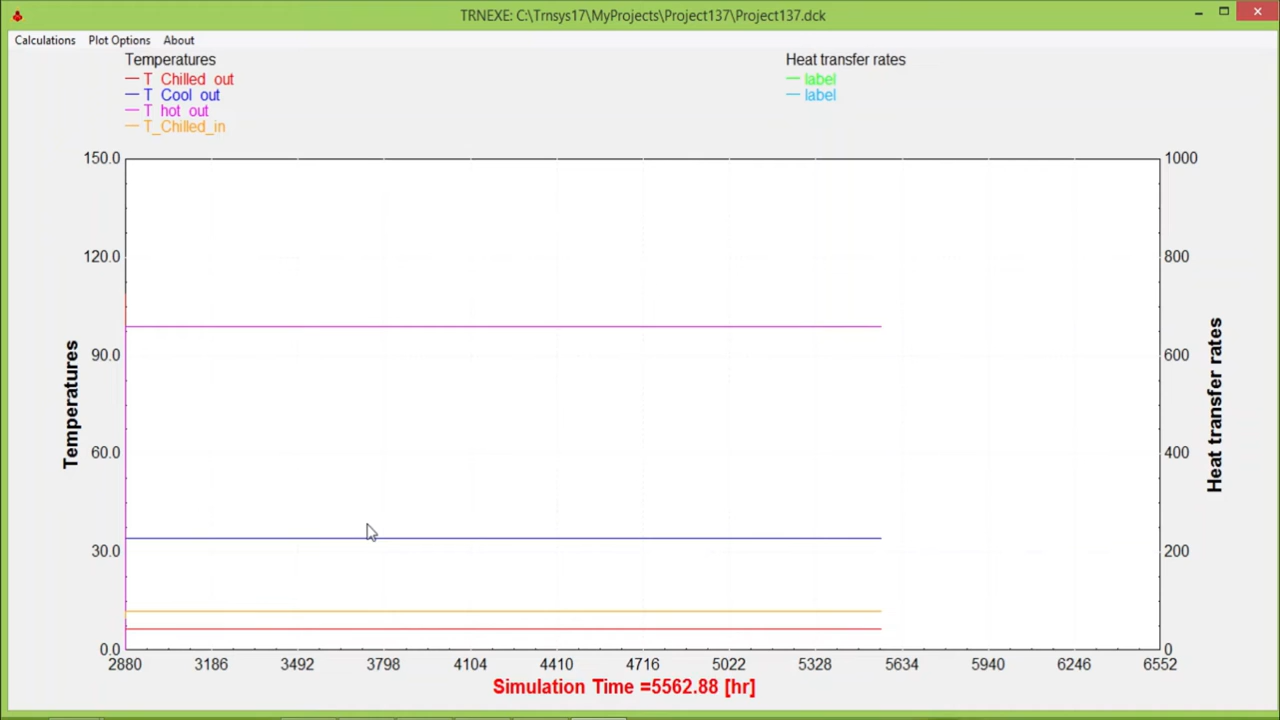 TRNEXE: C:\Trnsys17\MyProjects\Project137\Project137.dck
Calculations Plot Options About
Temperatures
T Chilled out
T Cool out
T hot out
T_Chilled_in
Heat transfer rates
label
label
150.0
120.0
90.0
60.0
30.0
0.0
Temperatures
1000
800
600
400
200
0
Heat transfer rates
2880 3186 3492 3798 4104 4410 4716 5022 5328 5634 5940 6246 6552
Simulation Time =5562.88 [hr]